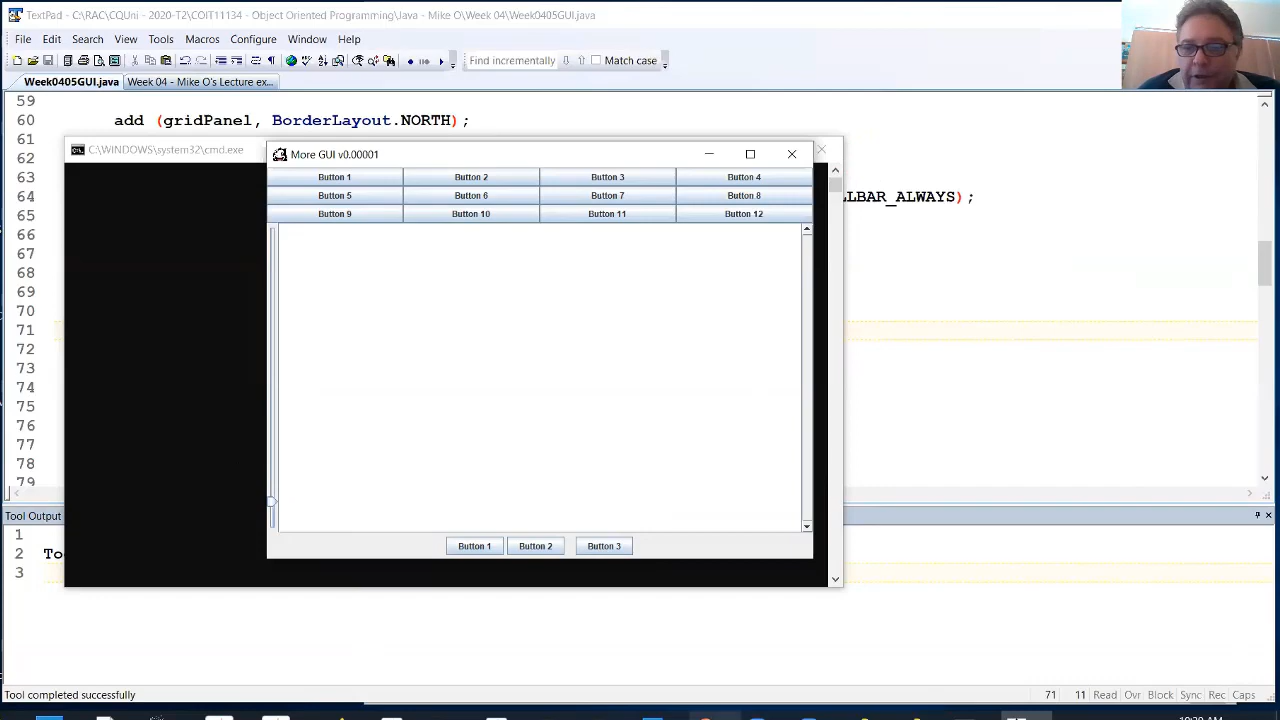 TextPad - C:\RAC\CQUni - 2020-T2\COIT11134 - Object Oriented Programming\Java - Mike O\Week 04\Week0405GUI.java
File Edit Search View Tools Macros Configure Window Help
Find incrementally Match case
Week0405GUI.java Week 04 - Mike O's Lecture ex...
59
60 add (gridPanel, BorderLayout.NORTH);
61
C:\WINDOWS\system32\cmd.exe
More GUI v0.00001
62
63
Button 1 Button 2 Button 3 Button 4
64 LLBAR_ALWAYS);
Button 5 Button 6 Button 7 Button 8
65
Button 9 Button 10 Button 11 Button 12
66
67
68
69
70
71
72
73
74
75
76
77
78
79
Button 1 Button 2 Button 3
Tool Output
1
2 To
3
Tool completed successfully
71 11 Read Ovr Block Sync Rec Caps